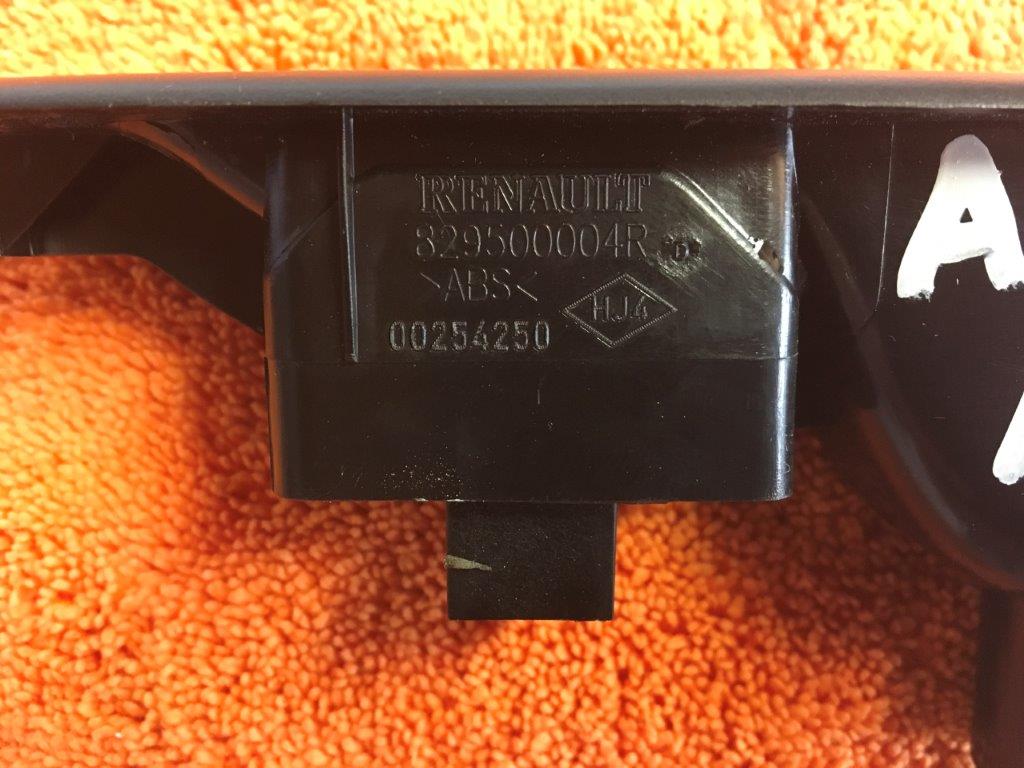 RENAULT
829500004R
>ABS<
HJ4
00254250
A